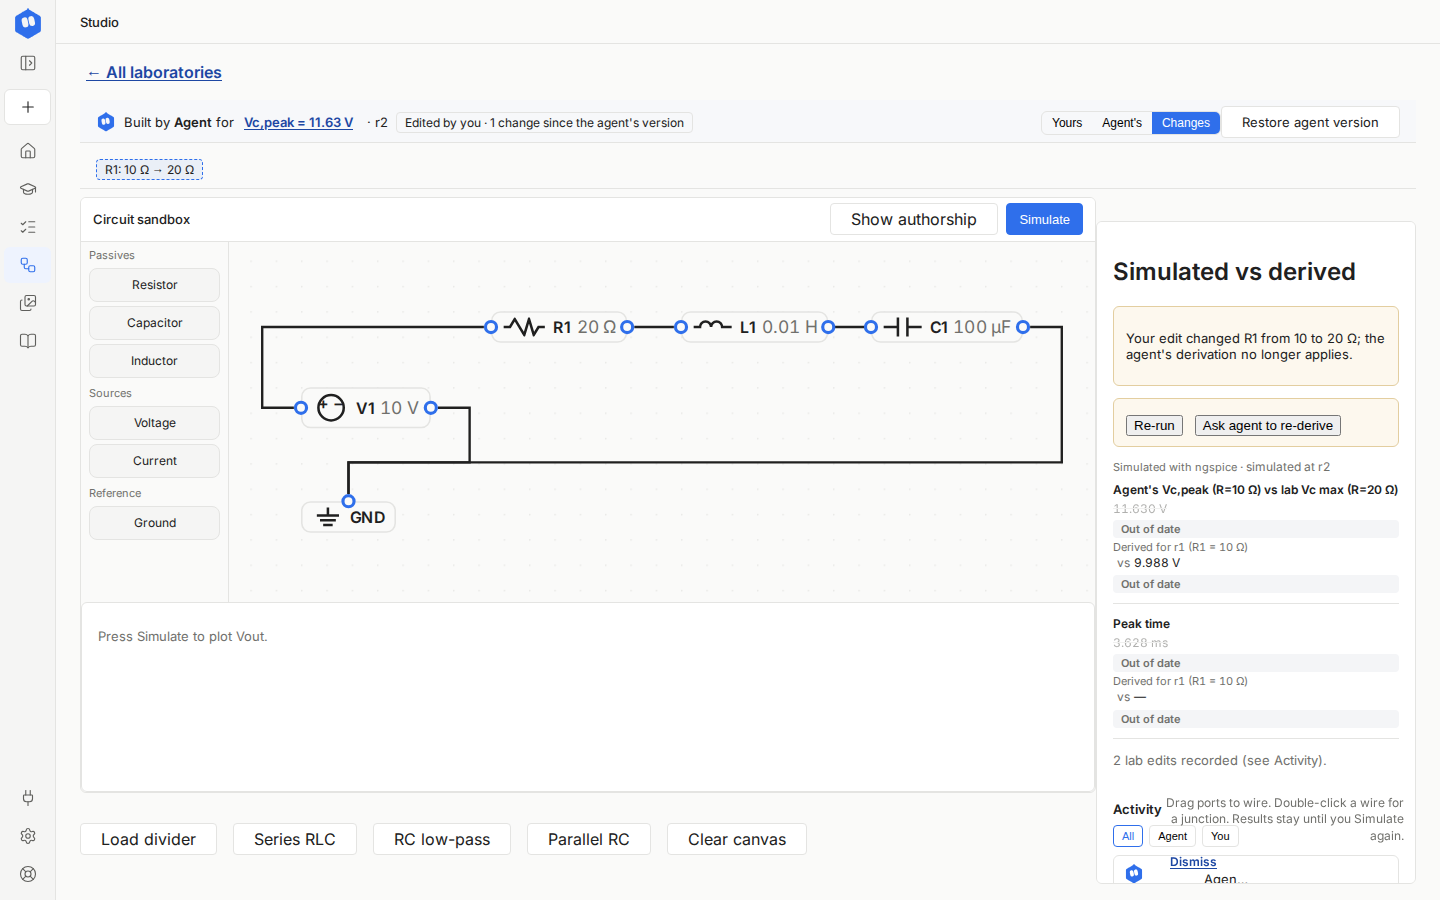 Studio
← All laboratories
Built by Agent for Vc,peak = 11.63 V · r2 Edited by you · 1 change since the agent's version
Yours Agent's Changes Restore agent version
R1: 10 Ω → 20 Ω
Circuit sandbox
Show authorship Simulate
Passives
Resistor
Capacitor
Inductor
Sources
Voltage
Current
Reference
Ground
R1 20 Ω
L1 0.01 H
C1 100 µF
+ −
V1 10 V
GND
Press Simulate to plot Vout.
Load divider
Series RLC
RC low-pass
Parallel RC
Clear canvas
Simulated vs derived
Your edit changed R1 from 10 to 20 Ω; the
agent's derivation no longer applies.
Re-run Ask agent to re-derive
Simulated with ngspice · simulated at r2
Agent's Vc,peak (R=10 Ω) vs lab Vc max (R=20 Ω)
11.630 V
Out of date
Derived for r1 (R1 = 10 Ω)
vs 9.988 V
Out of date
Peak time
3.628 ms
Out of date
Derived for r1 (R1 = 10 Ω)
vs —
Out of date
2 lab edits recorded (see Activity).
Activity
Drag ports to wire. Double-click a wire for
a junction. Results stay until you Simulate
again.
All Agent You
Dismiss
Agen...